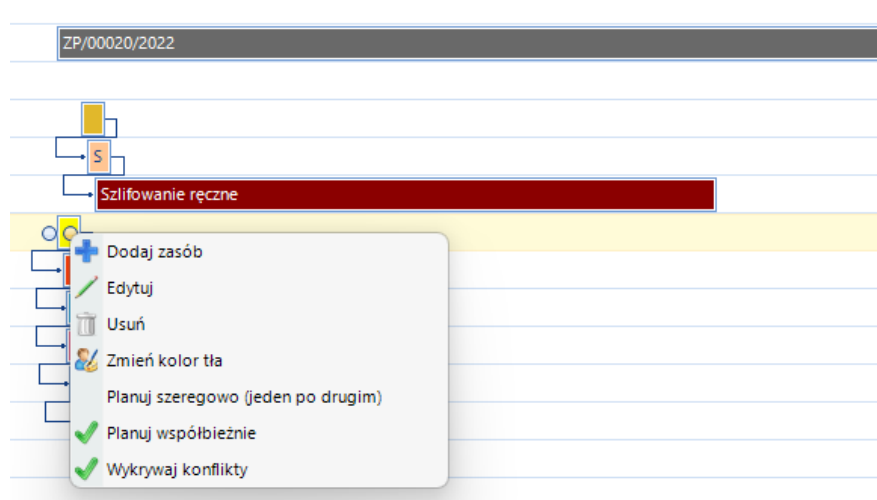 ZP/00020/2022
S
Szlifowanie ręczne
Dodaj zasób
Edytuj
Usuń
Zmień kolor tła
Planuj szeregowo (jeden po drugim)
Planuj współbieżnie
Wykrywaj konflikty